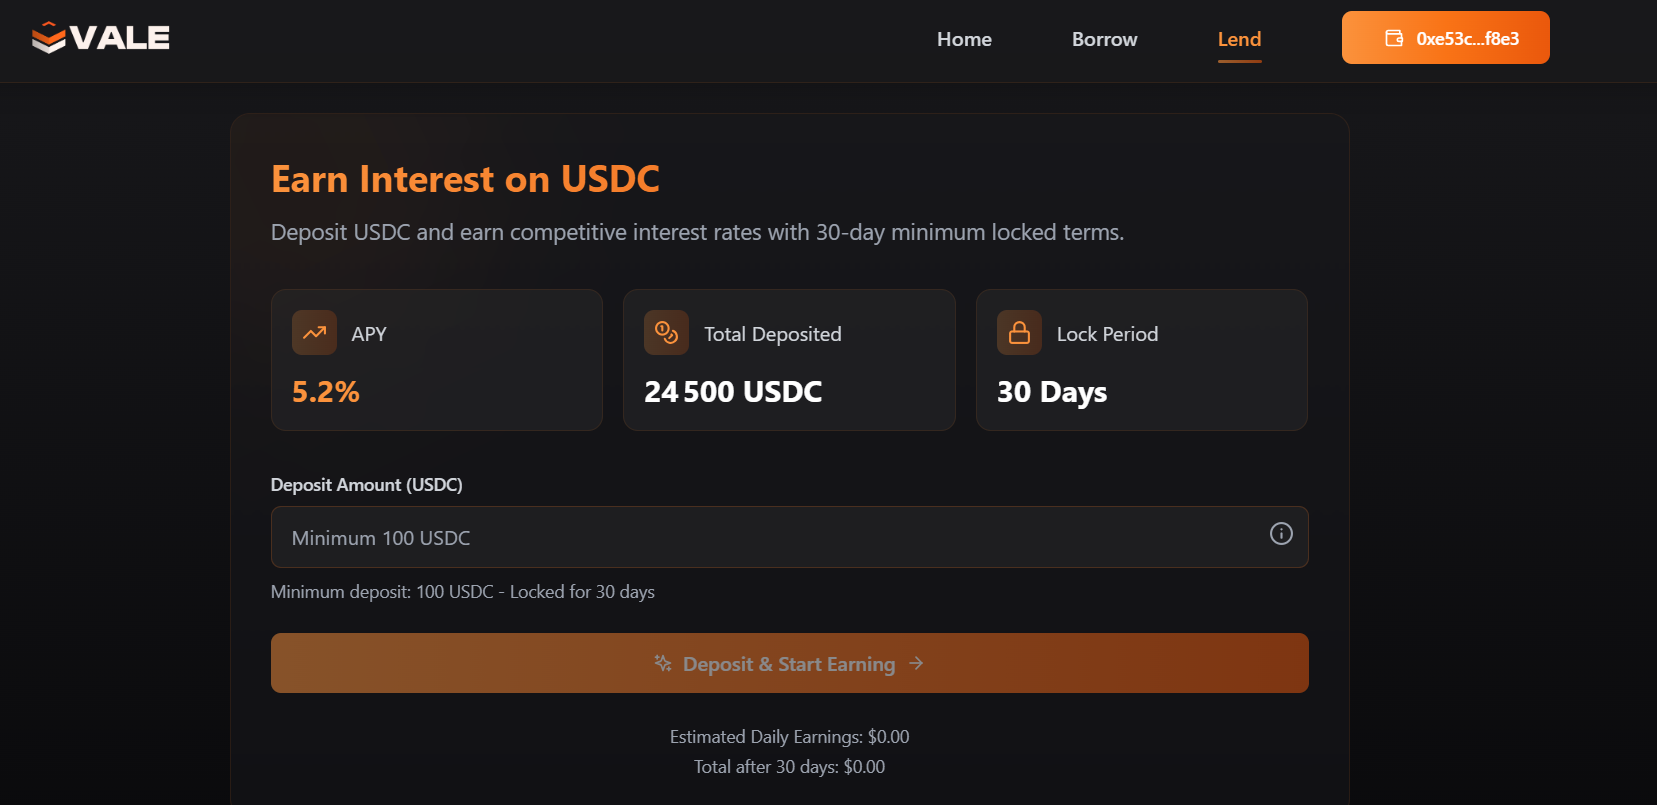 VALE
Home
Borrow
Lend
0xe53c...f8e3
Earn Interest on USDC
Deposit USDC and earn competitive interest rates with 30-day minimum locked terms.
APY
5.2%
Total Deposited
24 500 USDC
Lock Period
30 Days
Deposit Amount (USDC)
Minimum 100 USDC
Minimum deposit: 100 USDC - Locked for 30 days
Deposit & Start Earning
Estimated Daily Earnings: $0.00
Total after 30 days: $0.00